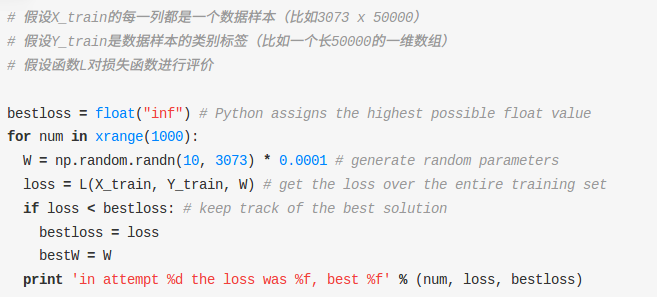 # 假设X_train的每一列都是一个数据样本（比如3073 x 50000）
# 假设Y_train是数据样本的类别标签（比如一个长50000的一维数组）
# 假设函数L对损失函数进行评价

bestloss = float("inf") # Python assigns the highest possible float value
for num in xrange(1000):
  W = np.random.randn(10, 3073) * 0.0001 # generate random parameters
  loss = L(X_train, Y_train, W) # get the loss over the entire training set
  if loss < bestloss: # keep track of the best solution
    bestloss = loss
    bestW = W
  print 'in attempt %d the loss was %f, best %f' % (num, loss, bestloss)